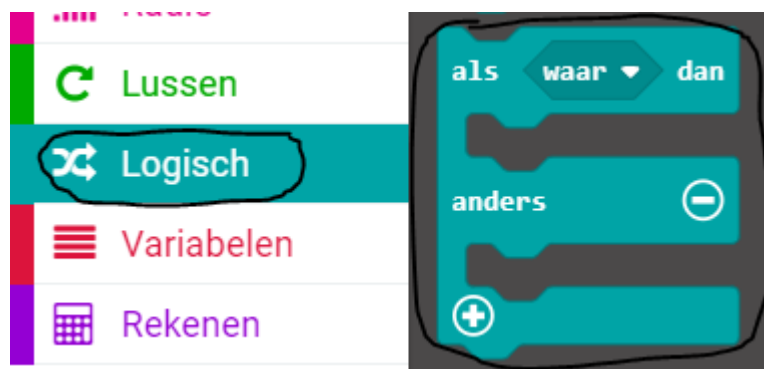 Lussen
Logisch
Variabelen
Rekenen
als waar dan
anders